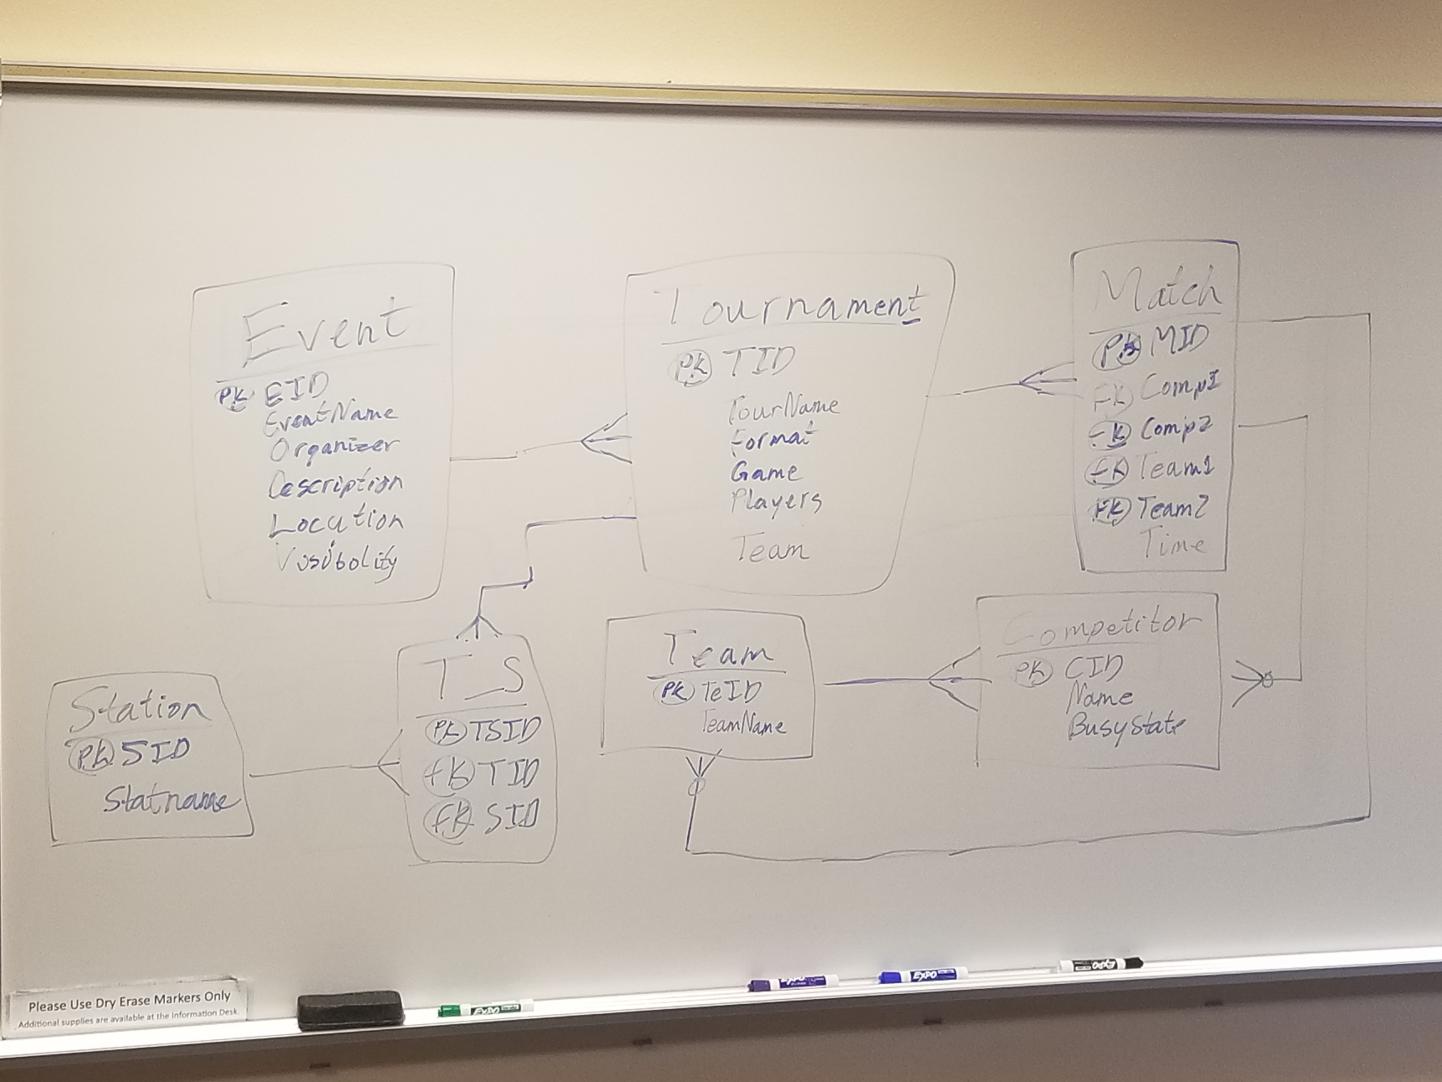 Event
PK EID
EventName
Organizer
Description
Location
Visibility
Tournament
PK TID
TourName
Format
Game
Players
Team
Match
PK MID
FK Comp1
FK Comp2
FK Team1
FK Team2
Time
Station
PK SID
Statname
T_S
PK TSID
FK TID
FK SID
Team
PK TeID
TeamName
Competitor
PK CID
Name
BusyState
Please Use Dry Erase Markers Only
Additional supplies are available at the Information Desk.
EXPO
EXPO
EXPO
EXPO